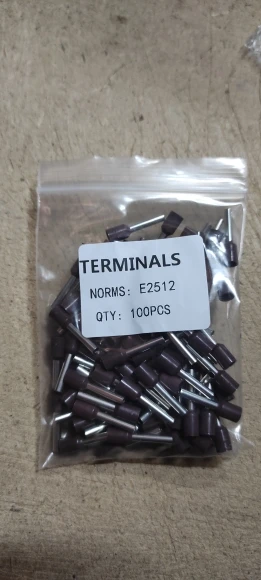 TERMINALS
NORMS: E2512
QTY: 100PCS